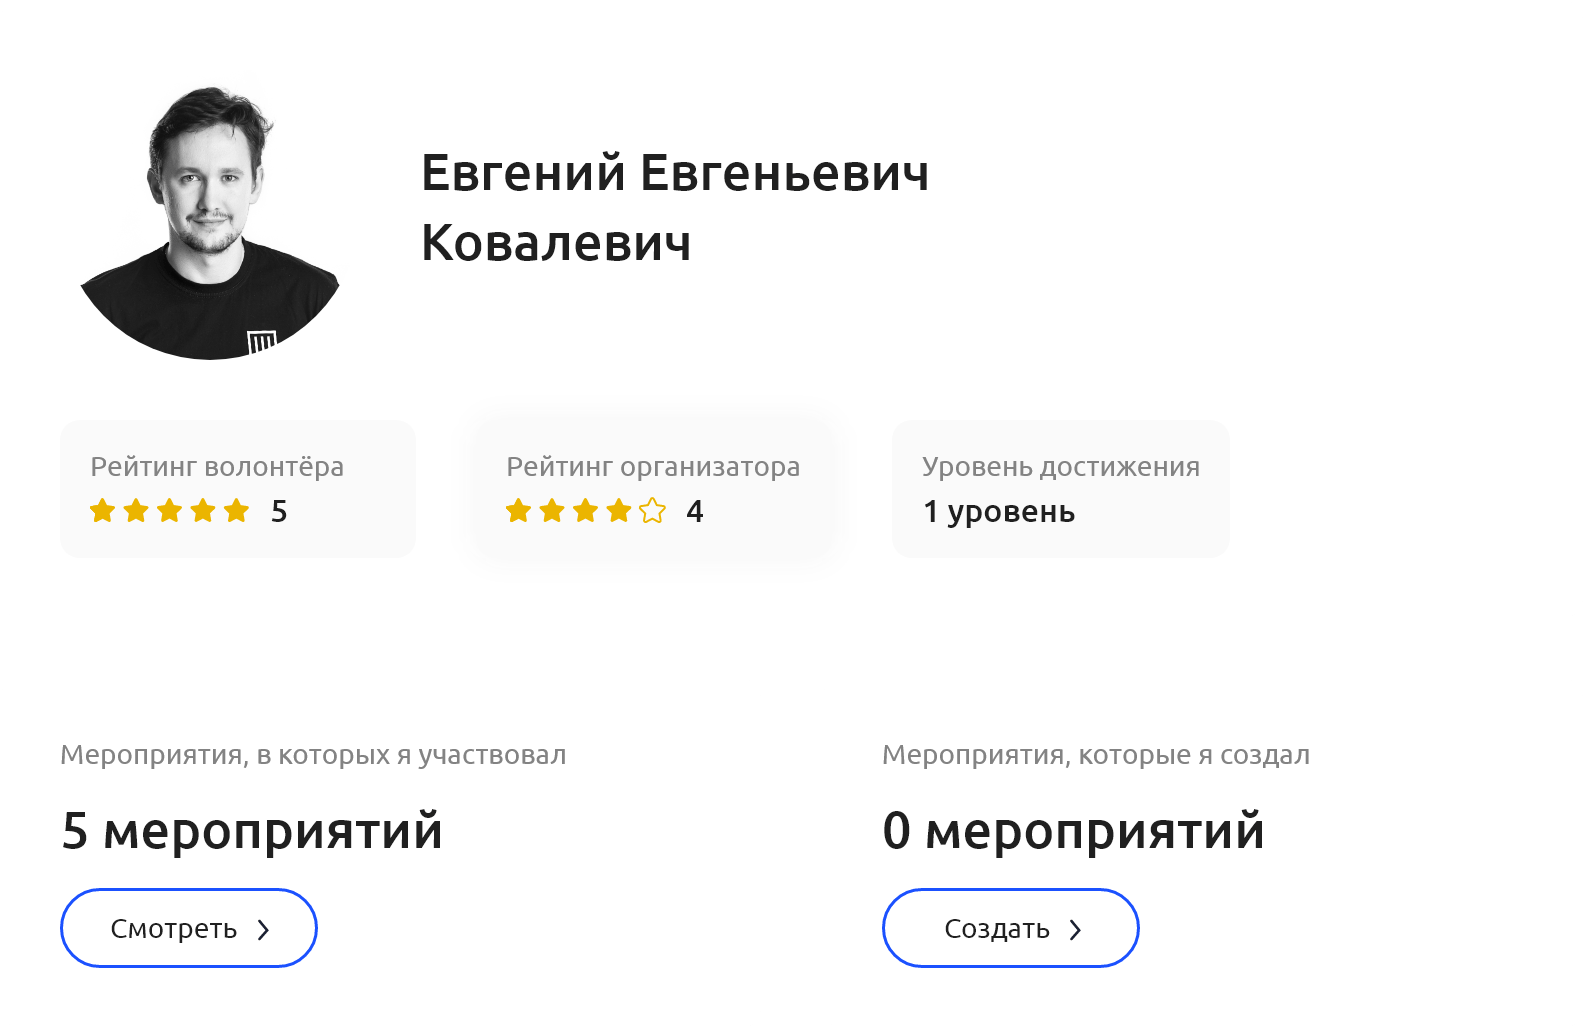 Евгений Евгеньевич
Ковалевич
Рейтинг волонтёра
5
Рейтинг организатора
4
Уровень достижения
1 уровень
Мероприятия, в которых я участвовал
5 мероприятий
Смотреть
Мероприятия, которые я создал
0 мероприятий
Создать